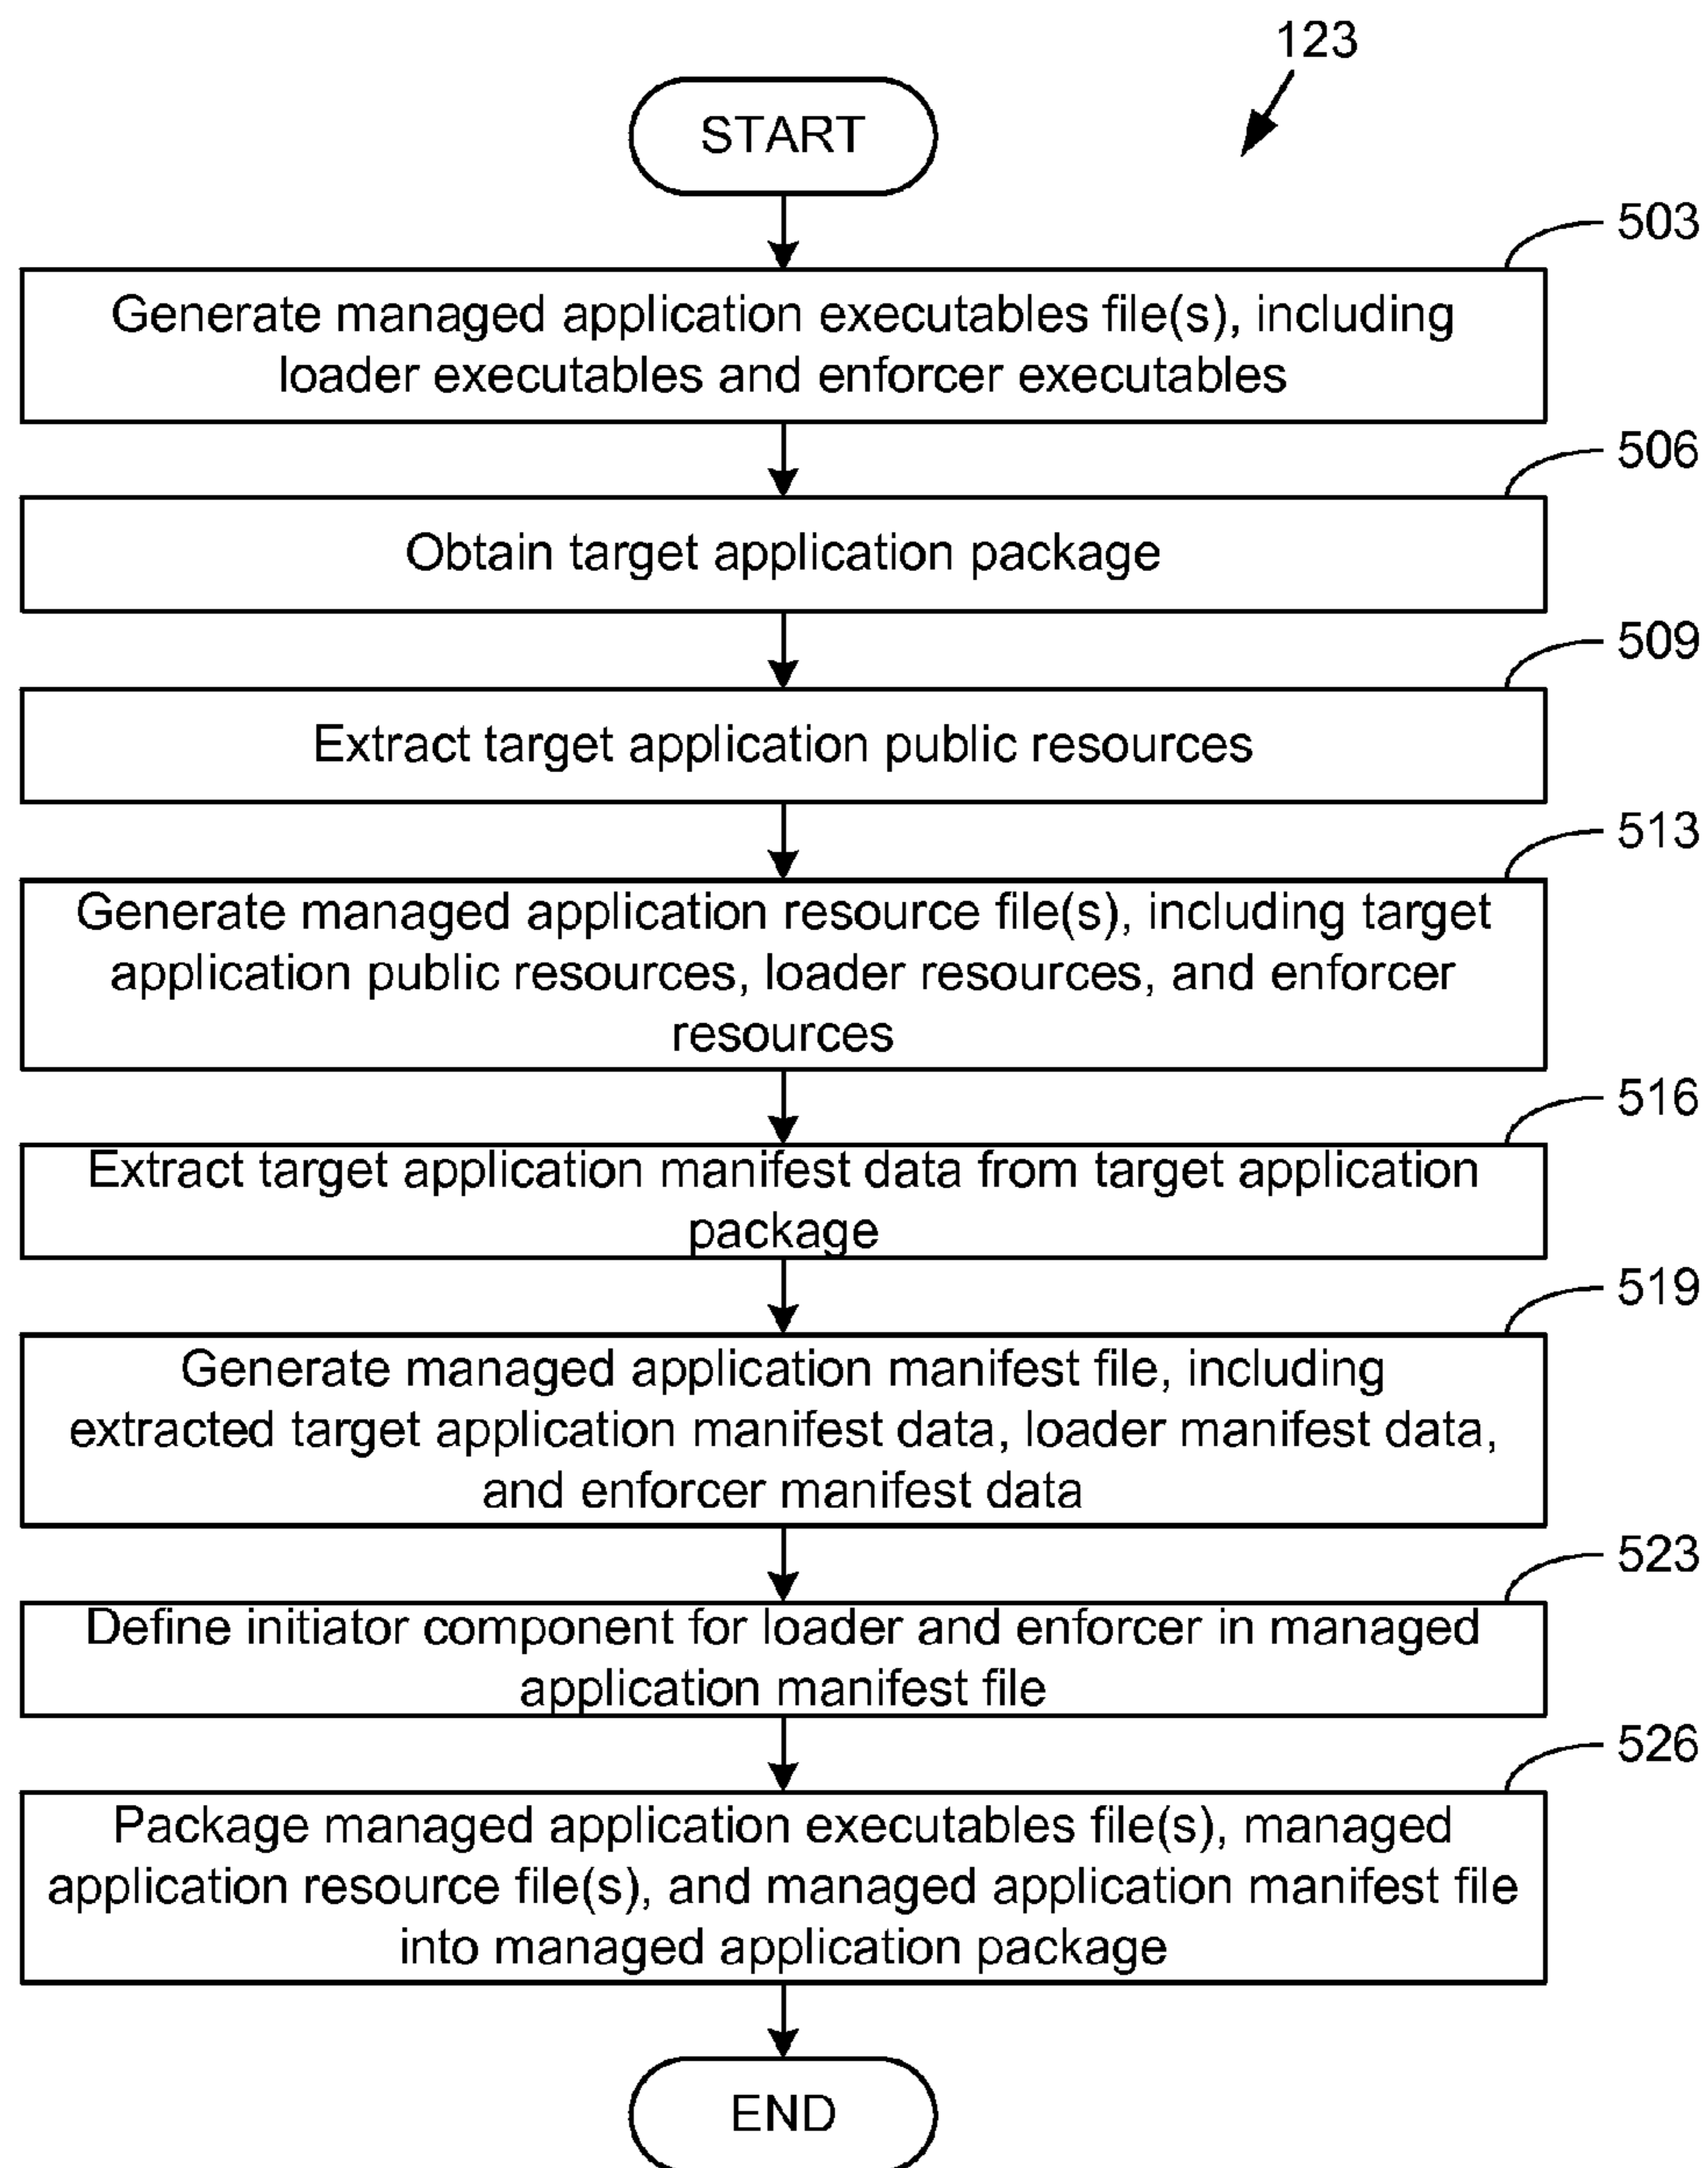 123
START
503
Generate managed application executables file(s), including
loader executables and enforcer executables
506
Obtain target application package
509
Extract target application public resources
513
Generate managed application resource file(s), including target
application public resources, loader resources, and enforcer
resources
516
Extract target application manifest data from target application
package
519
Generate managed application manifest file, including
extracted target application manifest data, loader manifest data,
and enforcer manifest data
523
Define initiator component for loader and enforcer in managed
application manifest file
526
Package managed application executables file(s), managed
application resource file(s), and managed application manifest file
into managed application package
END